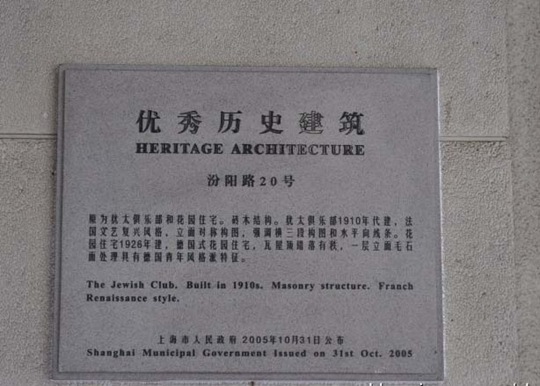 优秀历史建筑
HERITAGE ARCHITECTURE
汾阳路20号
原为犹太俱乐部和花园住宅。砖木结构。犹太俱乐部1910年代建，法
国文艺复兴风格，立面对称构图，强调横三段构图和水平向线条。花
园住宅1926年建，德国式花园住宅，瓦屋顶错落有秩，一层立面毛石
面处理具有德国青年风格派特征。
The Jewish Club. Built in 1910s. Masonry structure. Franch
Renaissance style.
上海市人民政府 2005年10月31日公布
Shanghai Municipal Government Issued on 31st Oct. 2005